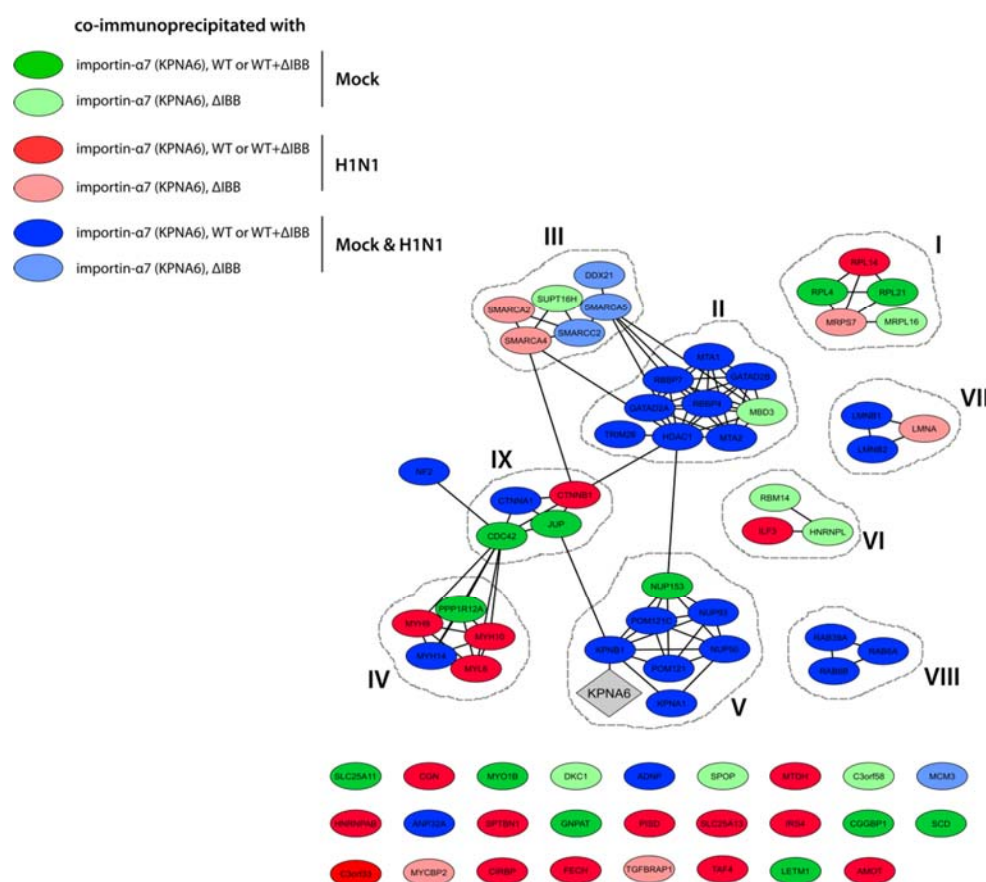 co-immunoprecipitated with
importin-α7 (KPNA6), WT or WT+ΔIBB
Mock
importin-α7 (KPNA6), ΔIBB
importin-α7 (KPNA6), WT or WT+ΔIBB
H1N1
importin-α7 (KPNA6), ΔIBB
importin-α7 (KPNA6), WT or WT+ΔIBB
Mock & H1N1
importin-α7 (KPNA6), ΔIBB
III
DDX21
SUPT16H
SMARCA2
SMARCA5
SMARCA4
SMARCC2
I
RPL14
RPL4
RPL21
MRPS7
MRPL16
II
MTA1
RBBP7
GATAD2B
GATAD2A
RBBP4
MBD3
TRIM28
HDAC1
MTA2
VII
LMNB1
LMNA
LMNB2
IX
NF2
CTNNA1
CTNNB1
CDC42
JUP
RBM14
ILF3
HNRNPL
VI
PPP1R12A
MYH9
MYH10
MYH14
MYL6
IV
NUP153
POM121C
NUP93
KPNB1
NUP50
POM121
KPNA6
KPNA1
V
RAB6A
VIII
SLC25A11 CGN MYO1B DKC1 ADNP SPOP MTDH C3orf58 MCM3
HNRNPAB ANP32A SPTBN1 GNPAT PISD SLC25A13 IRS4 CGGBP1 SCD
C3orf33 MYCBP2 CIRBP FECH TGFBRAP1 TAF4 LETM1 AMOT